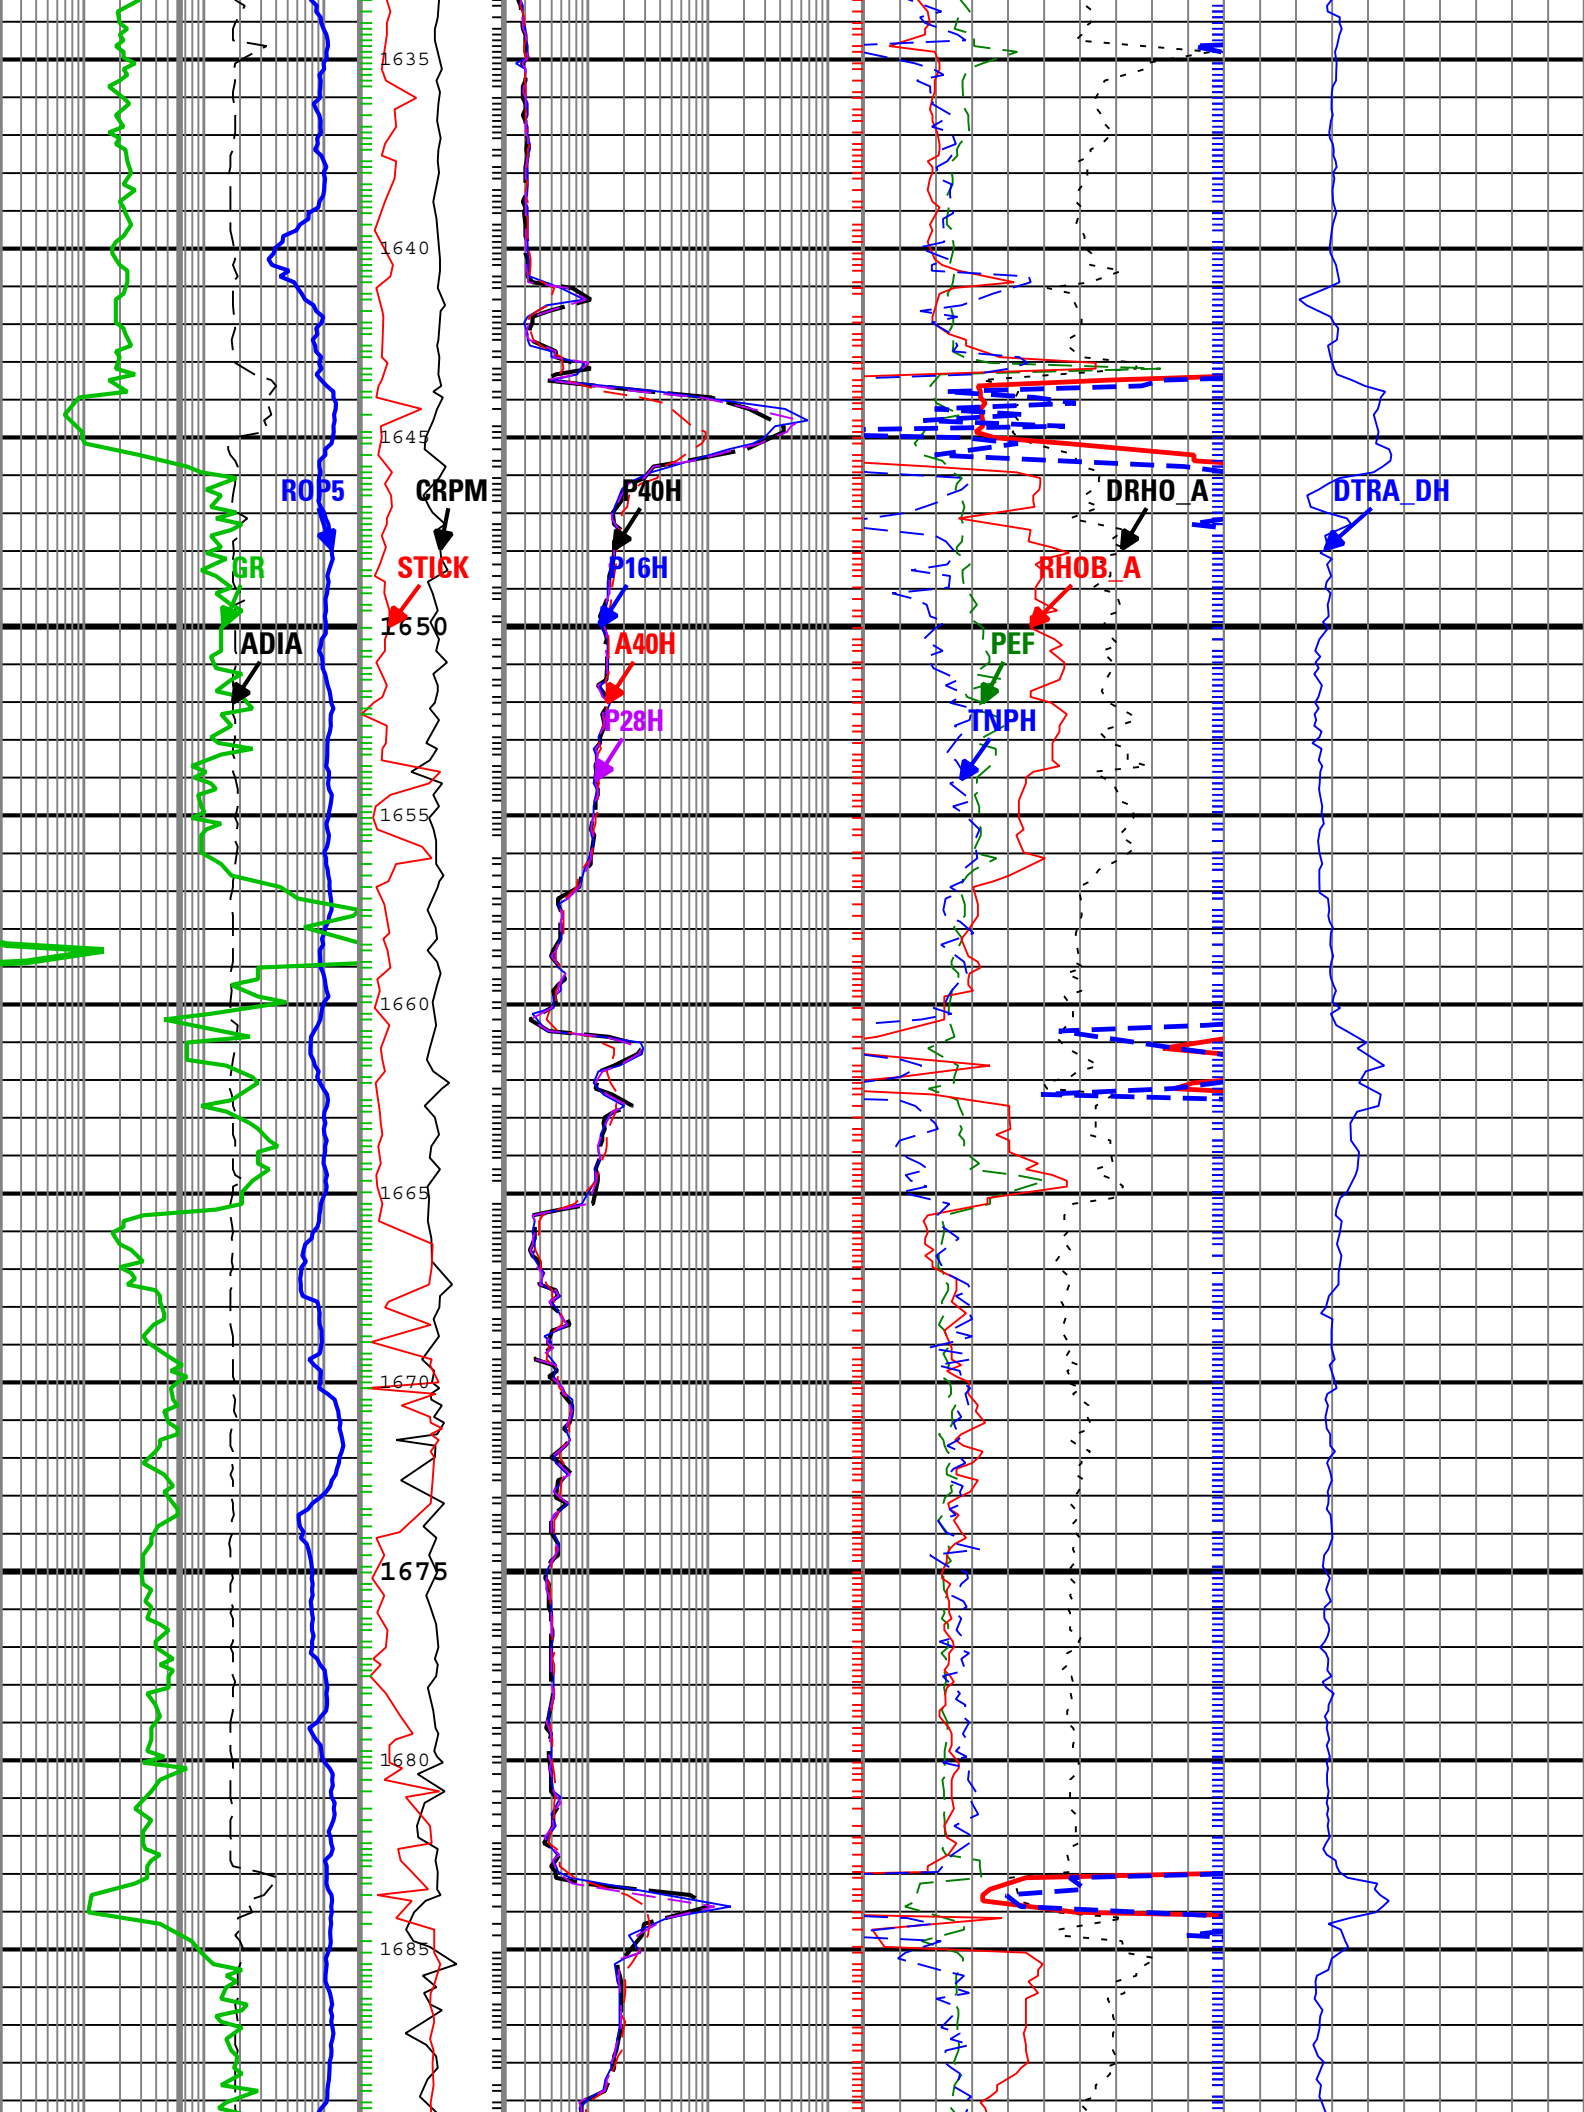 1635
1640
1645
ROP5
CRPM
P40H
DRHO_A
DTRA_DH
GR
STICK
P16H
RHOB_A
1650
ADIA
A40H
PEF
P28H
TNPH
1655
1660
1665
1670
1675
1680
1685